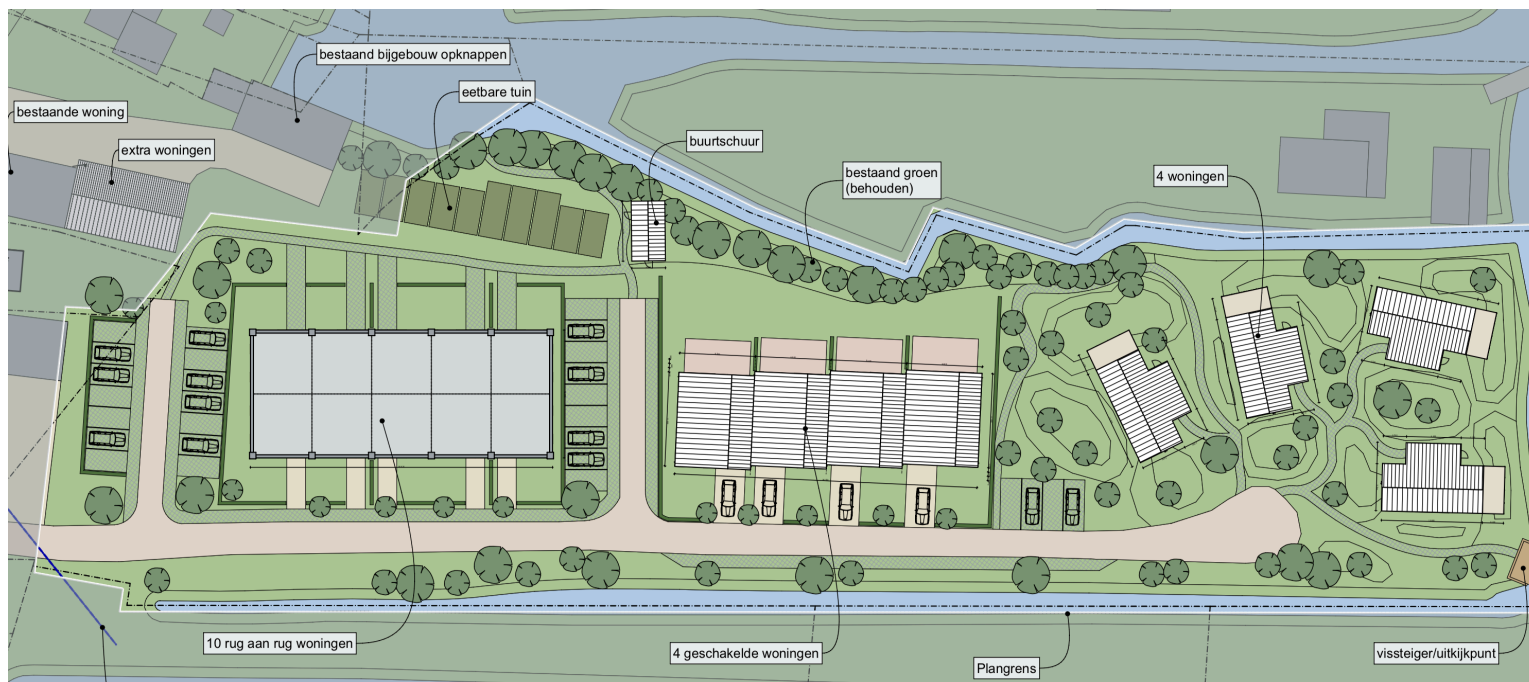 bestaand bijgebouw opknappen
eetbare tuin
bestaande woning
extra woningen
buurtschuur
bestaand groen
(behouden)
4 woningen
10 rug aan rug woningen
4 geschakelde woningen
Plangrens
vissteiger/uitkijkpunt